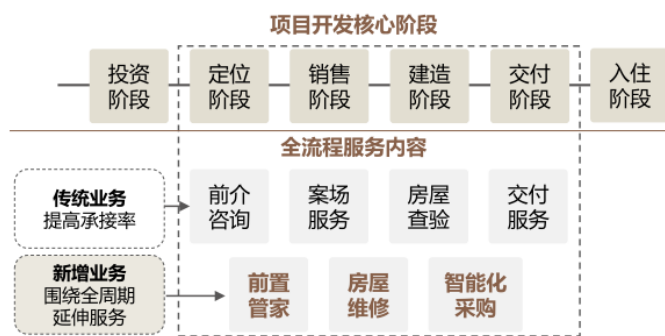 项目开发核心阶段
投资
阶段
定位
阶段
销售
阶段
建造
阶段
交付
阶段
入住
阶段
全流程服务内容
传统业务
提高承接率
前介
咨询
案场
服务
房屋
查验
交付
服务
新增业务
围绕全周期
延伸服务
前置
管家
房屋
维修
智能化
采购